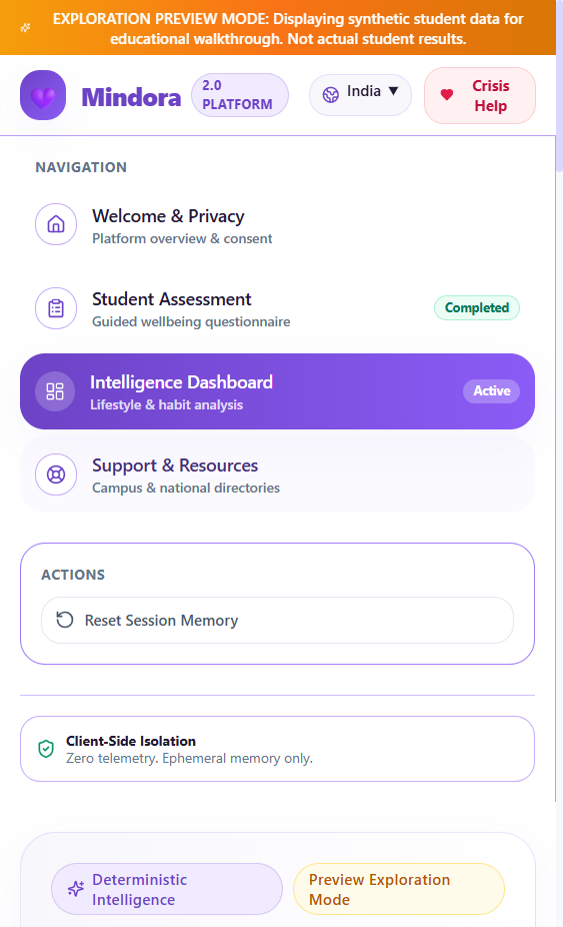 EXPLORATION PREVIEW MODE: Displaying synthetic student data for
educational walkthrough. Not actual student results.
Mindora
2.0
PLATFORM
India ▼
Crisis
Help
NAVIGATION
Welcome & Privacy
Platform overview & consent
Student Assessment
Guided wellbeing questionnaire
Completed
Intelligence Dashboard
Lifestyle & habit analysis
Active
Support & Resources
Campus & national directories
ACTIONS
Reset Session Memory
Client-Side Isolation
Zero telemetry. Ephemeral memory only.
Deterministic
Intelligence
Preview Exploration
Mode